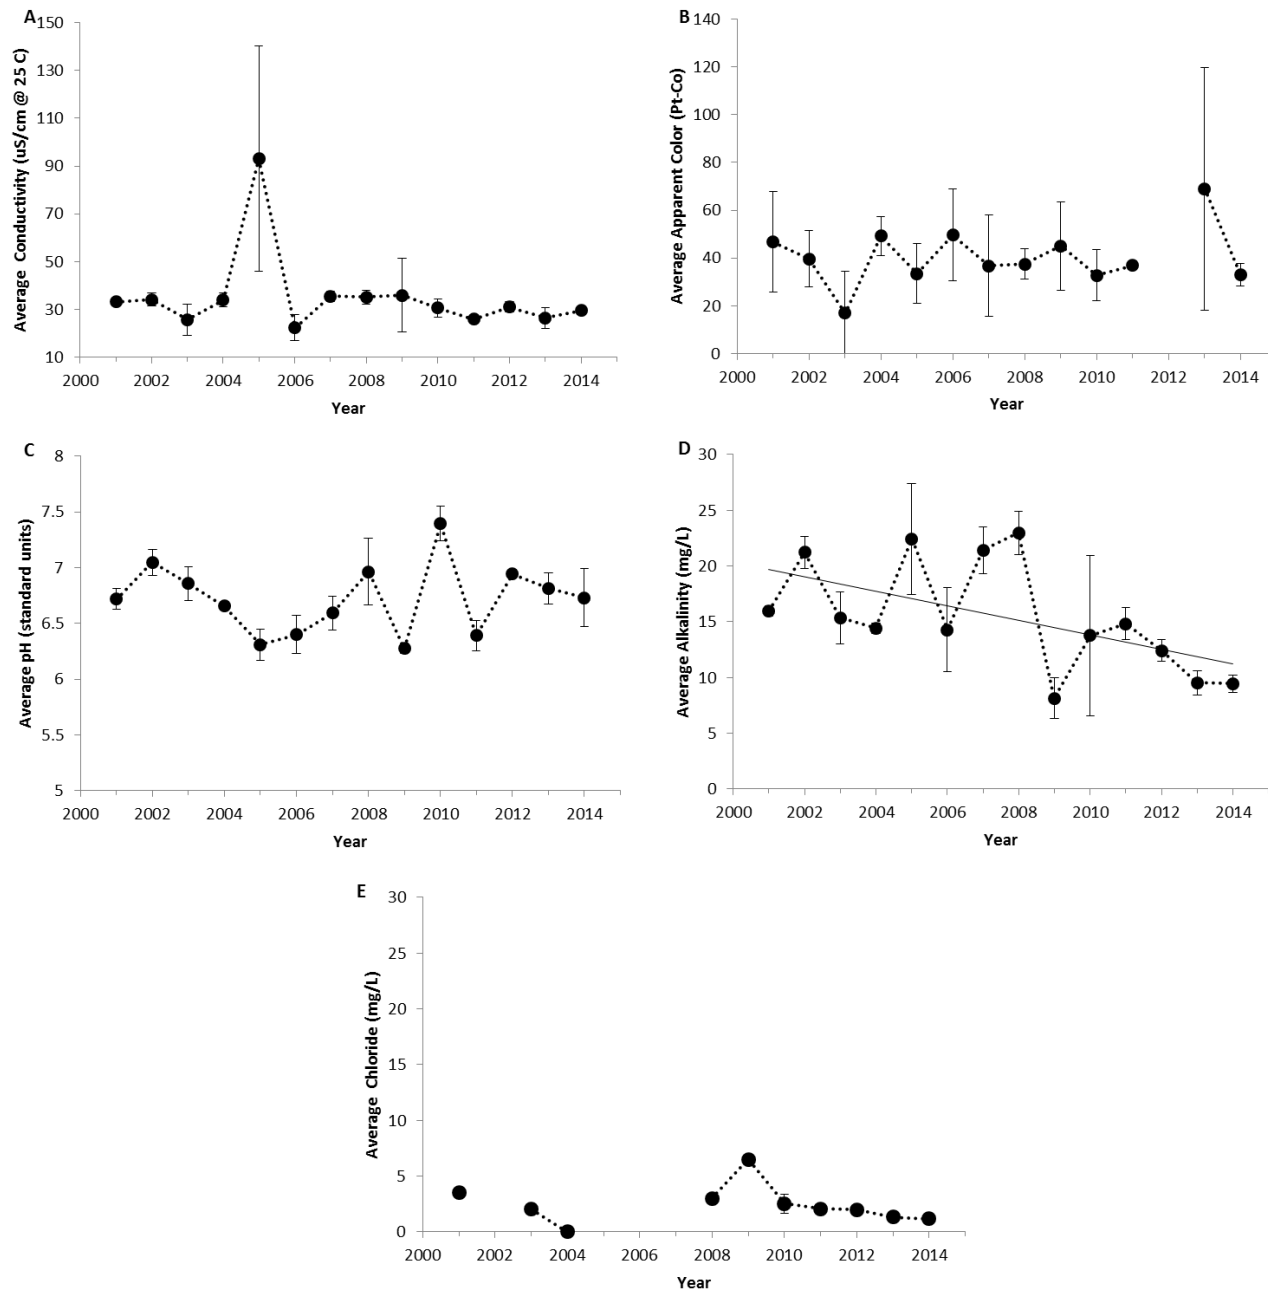 A
Average Conductivity (uS/cm @ 25 C)
150
130
110
90
70
50
30
10
2000 2002 2004 2006 2008 2010 2012 2014
Year
B
Average Apparent Color (Pt-Co)
140
120
100
80
60
40
20
0
2000 2002 2004 2006 2008 2010 2012 2014
Year
C
Average pH (standard units)
8
7.5
7
6.5
6
5.5
5
2000 2002 2004 2006 2008 2010 2012 2014
Year
D
Average Alkalinity (mg/L)
30
25
20
15
10
5
0
2000 2002 2004 2006 2008 2010 2012 2014
Year
E
Average Chloride (mg/L)
30
25
20
15
10
5
0
2000 2002 2004 2006 2008 2010 2012 2014
Year